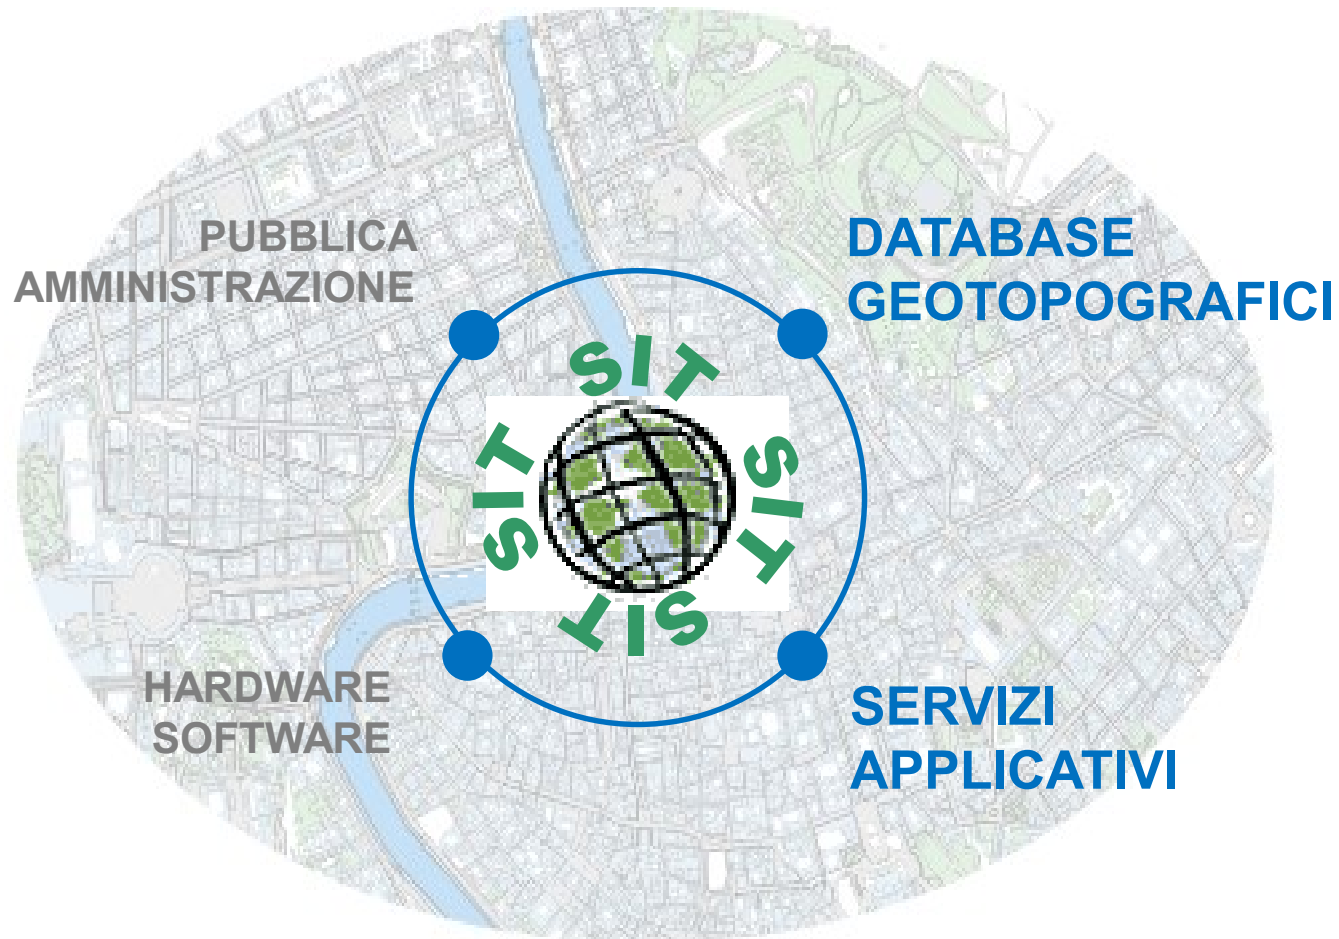 PUBBLICA
AMMINISTRAZIONE
DATABASE
GEOTOPOGRAFICI
SIT
SIT
SIT
SIT
HARDWARE
SOFTWARE
SERVIZI
APPLICATIVI